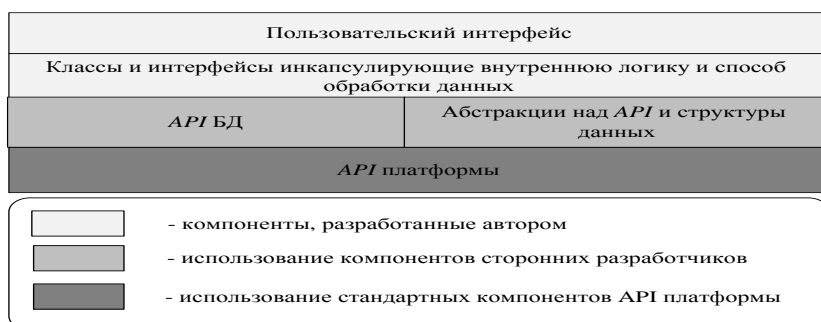 Пользовательский интерфейс
Классы и интерфейсы инкапсулирующие внутреннюю логику и способ
обработки данных
API БД
Абстракции над API и структуры
данных
API платформы
- компоненты, разработанные автором
- использование компонентов сторонних разработчиков
- использование стандартных компонентов API платформы